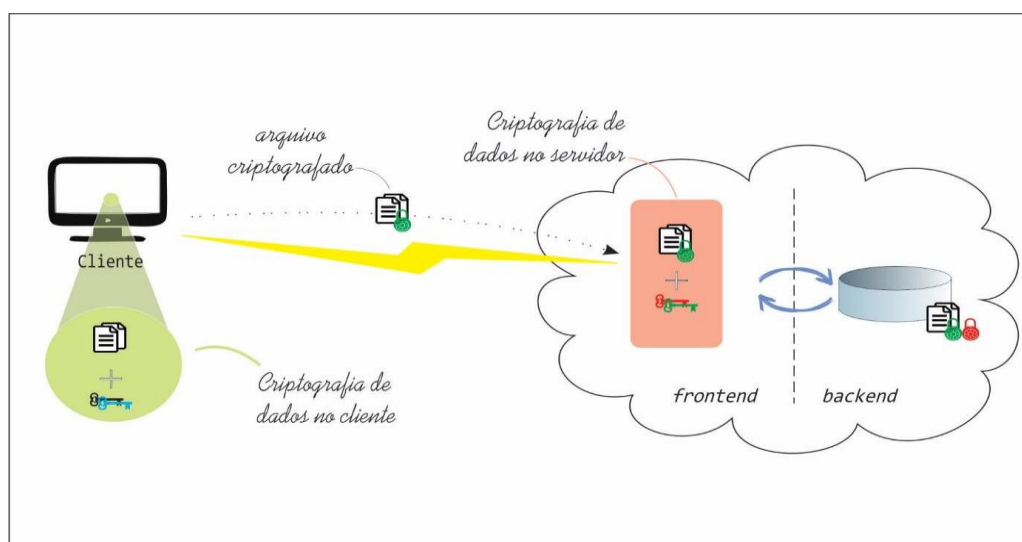 arquivo
criptografado
Criptografia de
dados no servidor
Cliente
Criptografia de
dados no cliente
frontend
backend